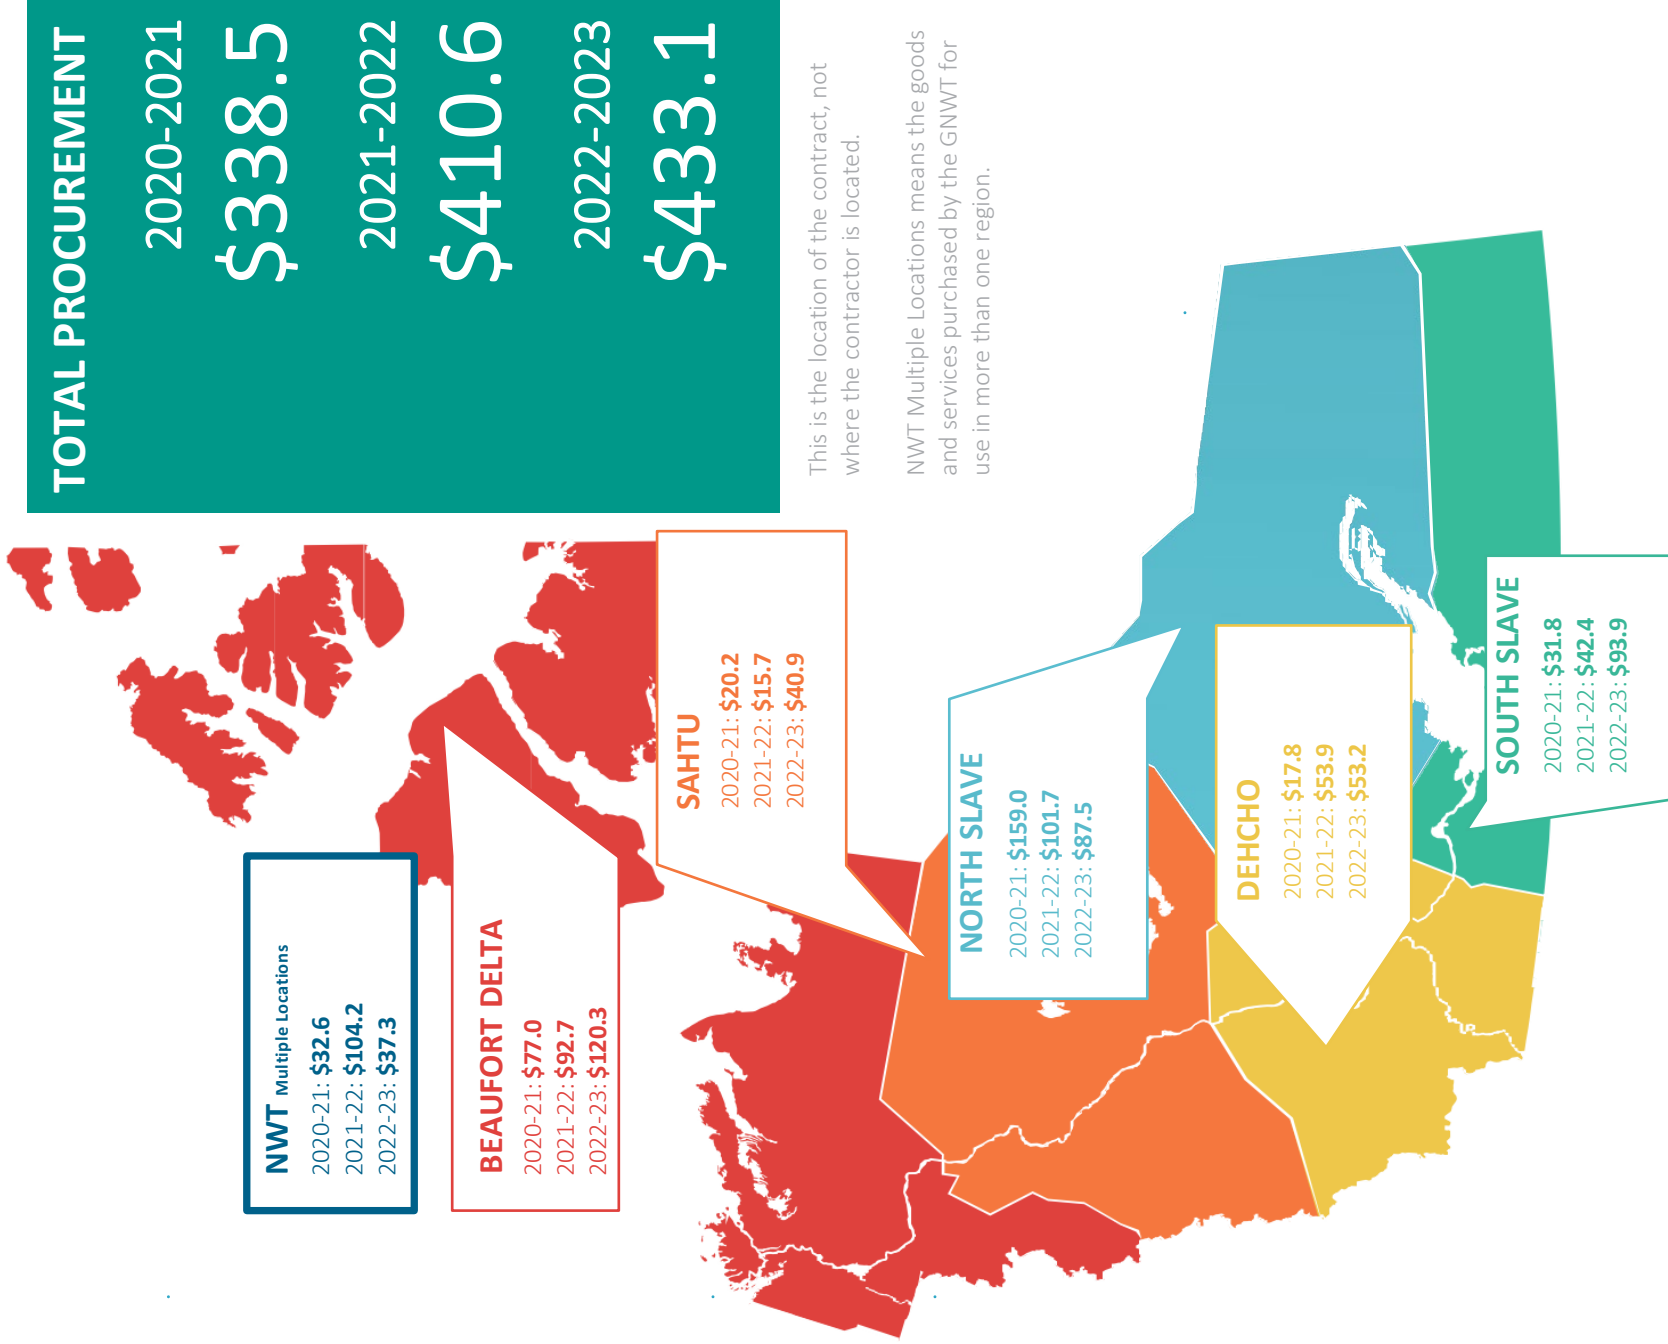 TOTAL PROCUREMENT
2020-2021
$338.5
2021-2022
$410.6
2022-2023
$433.1
This is the location of the contract, not
where the contractor is located.
NWT Multiple Locations means the goods
and services purchased by the GNWT for
use in more than one region.
NWT Multiple Locations
2020-21: $32.6
2021-22: $104.2
2022-23: $37.3
BEAUFORT DELTA
2020-21: $77.0
2021-22: $92.7
2022-23: $120.3
SAHTU
2020-21: $20.2
2021-22: $15.7
2022-23: $40.9
NORTH SLAVE
2020-21: $159.0
2021-22: $101.7
2022-23: $87.5
DEHCHO
2020-21: $17.8
2021-22: $53.9
2022-23: $53.2
SOUTH SLAVE
2020-21: $31.8
2021-22: $42.4
2022-23: $93.9